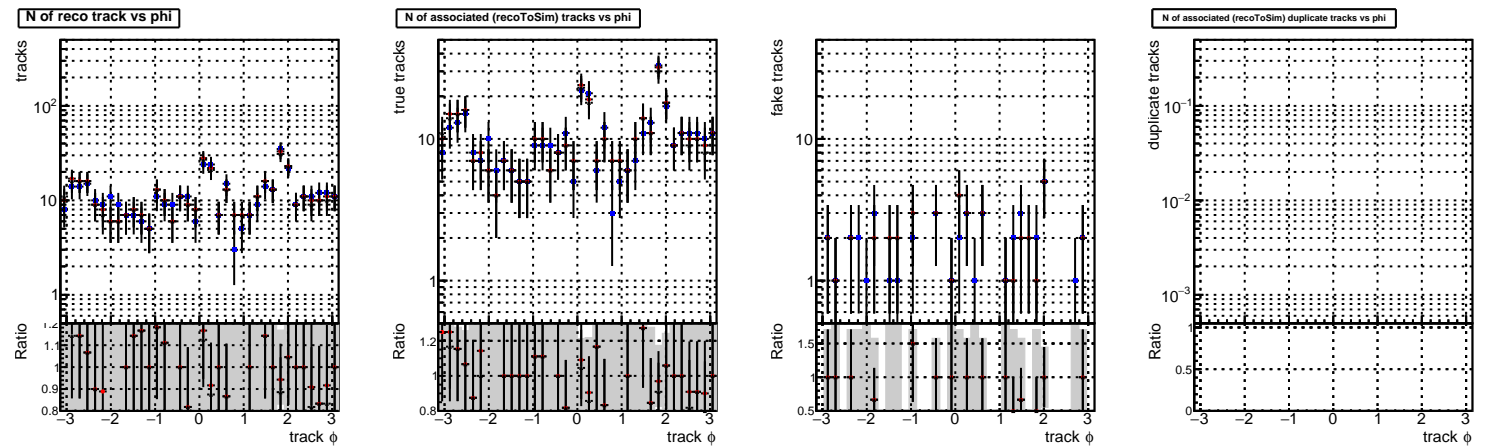 N of reco track vs phi
tracks
10²
10
1
Ratio
1.2
1.1
1
0.9
0.8
−3 −2 −1 0 1 2 3
track ϕ
N of associated (recoToSim) tracks vs phi
true tracks
10
1
Ratio
1.2
1
0.8
−3 −2 −1 0 1 2 3
track ϕ
fake tracks
10
1
Ratio
1.5
1
0.5
−3 −2 −1 0 1 2 3
track ϕ
N of associated (recoToSim) duplicate tracks vs phi
duplicate tracks
10⁻¹
10⁻²
10⁻³
Ratio
1
0.5
0
−3 −2 −1 0 1 2 3
track ϕ